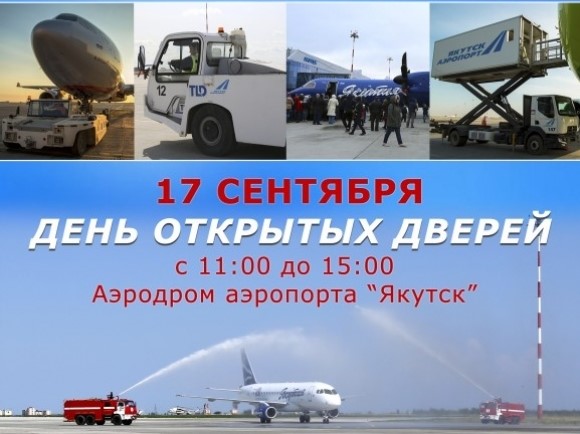 12
TLD
Якутия
ЯКУТСК
АЭРОПОРТ
17 СЕНТЯБРЯ
ДЕНЬ ОТКРЫТЫХ ДВЕРЕЙ
с 11:00 до 15:00
Аэродром аэропорта “Якутск”